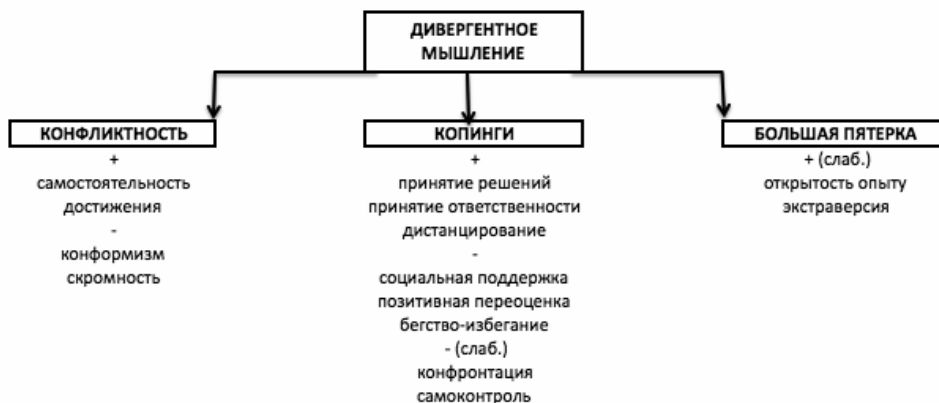 ДИВЕРГЕНТНОЕ
МЫШЛЕНИЕ
КОНФЛИКТНОСТЬ
+
самостоятельность
достижения
-
конформизм
скромность
КОПИНГИ
+
принятие решений
принятие ответственности
дистанцирование
-
социальная поддержка
позитивная переоценка
бегство-избегание
- (слаб.)
конфронтация
самоконтроль
БОЛЬШАЯ ПЯТЕРКА
+ (слаб.)
открытость опыту
экстраверсия